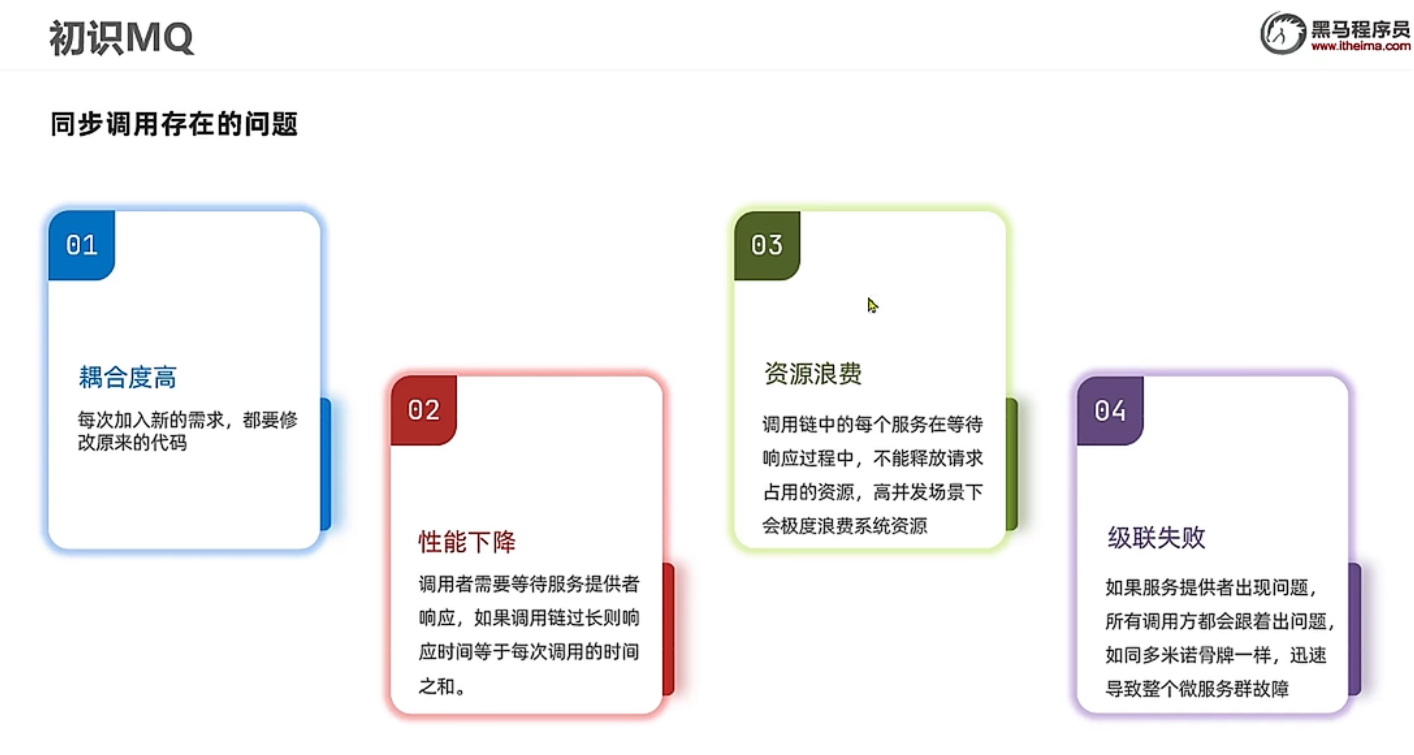 初识MQ
黑马程序员
www.itheima.com
同步调用存在的问题
01
耦合度高
每次加入新的需求，都要修
改原来的代码
02
性能下降
调用者需要等待服务提供者
响应，如果调用链过长则响
应时间等于每次调用的时间
之和。
03
资源浪费
调用链中的每个服务在等待
响应过程中，不能释放请求
占用的资源，高并发场景下
会极度浪费系统资源
04
级联失败
如果服务提供者出现问题，
所有调用方都会跟着出问题，
如同多米诺骨牌一样，迅速
导致整个微服务群故障